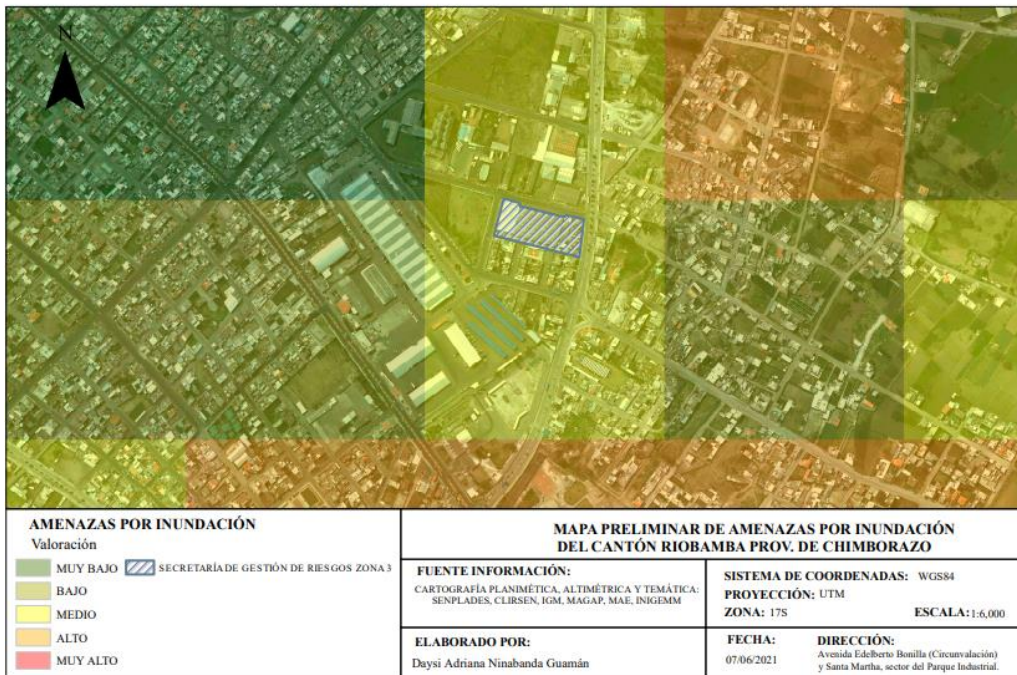 N
AMENAZAS POR INUNDACIÓN
Valoración
MUY BAJO
SECRETARÍA DE GESTIÓN DE RIESGOS ZONA 3
BAJO
MEDIO
ALTO
MUY ALTO
MAPA PRELIMINAR DE AMENAZAS POR INUNDACIÓN
DEL CANTÓN RIOBAMBA PROV. DE CHIMBORAZO
FUENTE INFORMACIÓN:
CARTOGRAFÍA PLANIMÉTICA, ALTIMÉTRICA Y TEMÁTICA:
SENPLADES, CLIRSEN, IGM, MAGAP, MAE, INIGEMM
SISTEMA DE COORDENADAS: WGS84
PROYECCIÓN: UTM
ZONA: 17S
ESCALA: 1:6,000
ELABORADO POR:
Daysi Adriana Ninabanda Guamán
FECHA:
07/06/2021
DIRECCIÓN:
Avenida Edelberto Bonilla (Circunvalación)
y Santa Martha, sector del Parque Industrial.